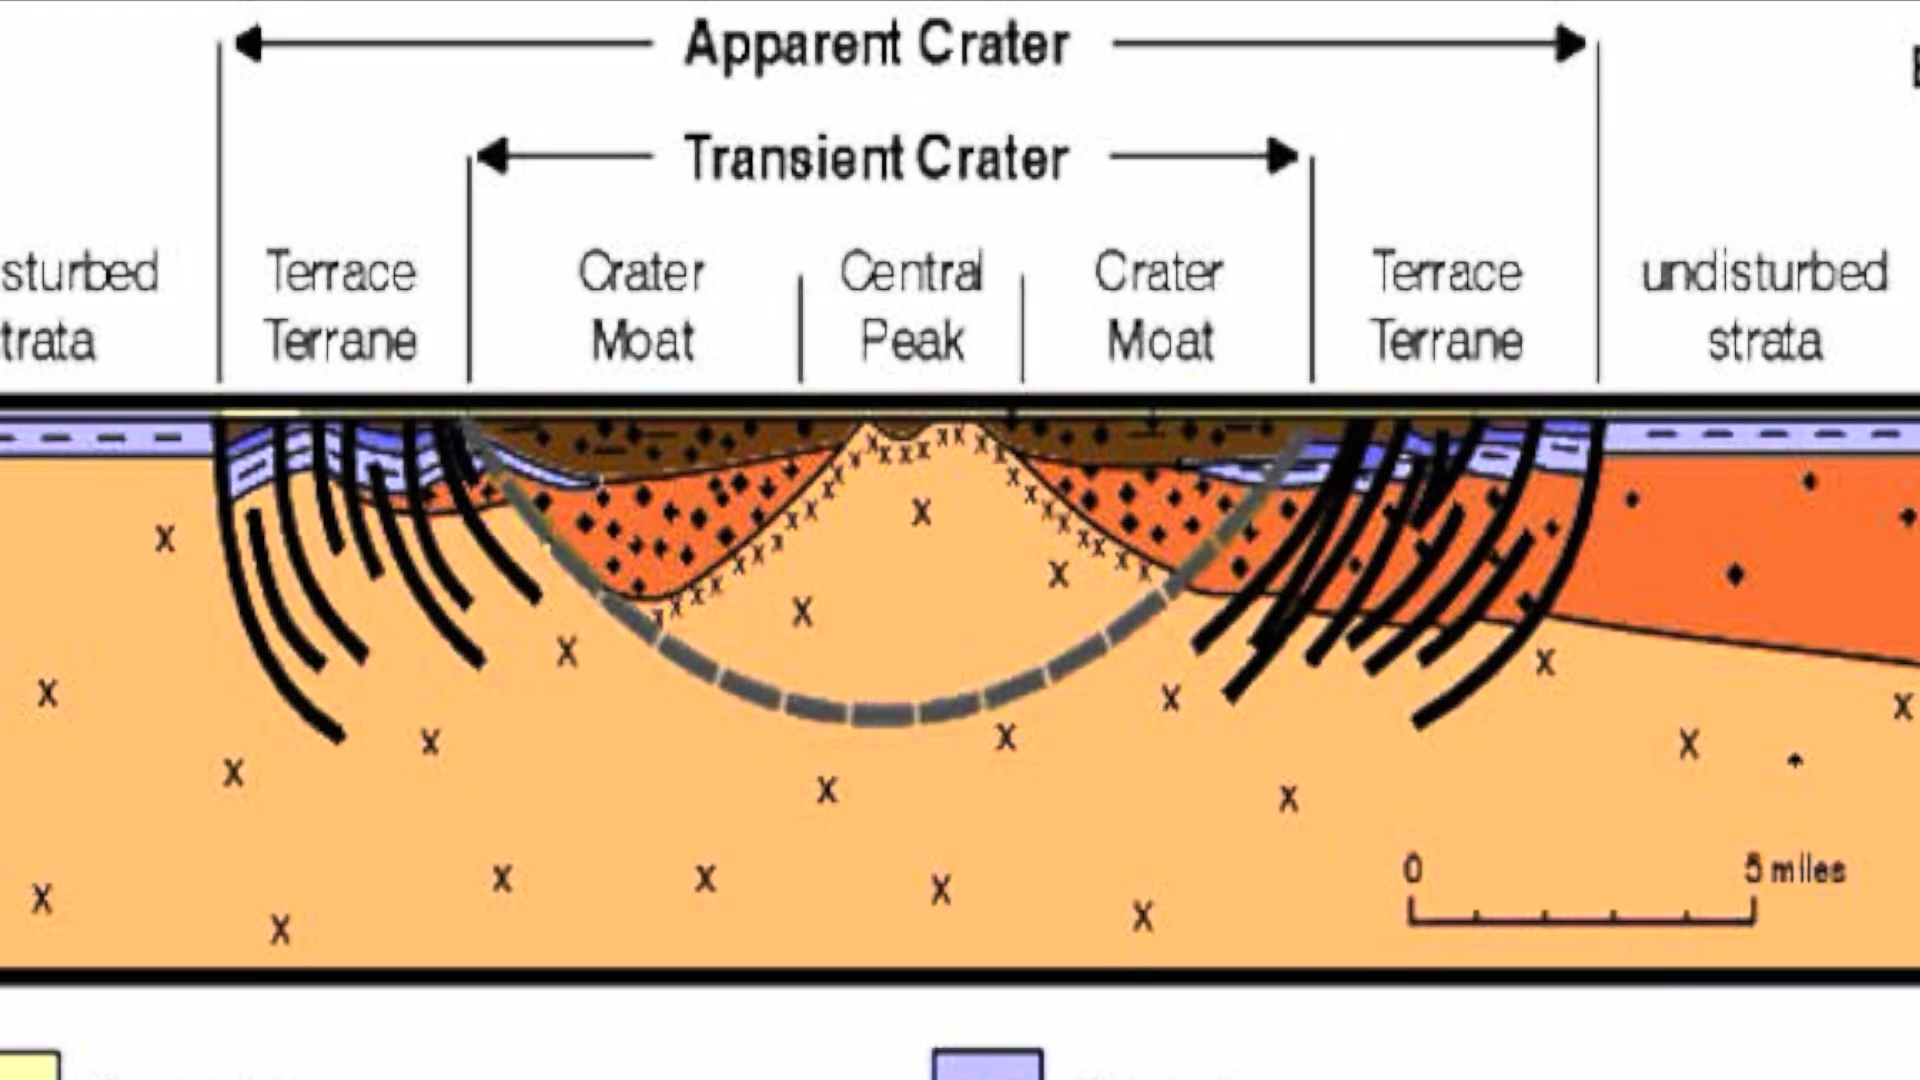 Apparent Crater
Transient Crater
sturbed
trata
Terrace
Terrane
Crater
Moat
Central
Peak
Crater
Moat
Terrace
Terrane
undisturbed
strata
0 5 miles